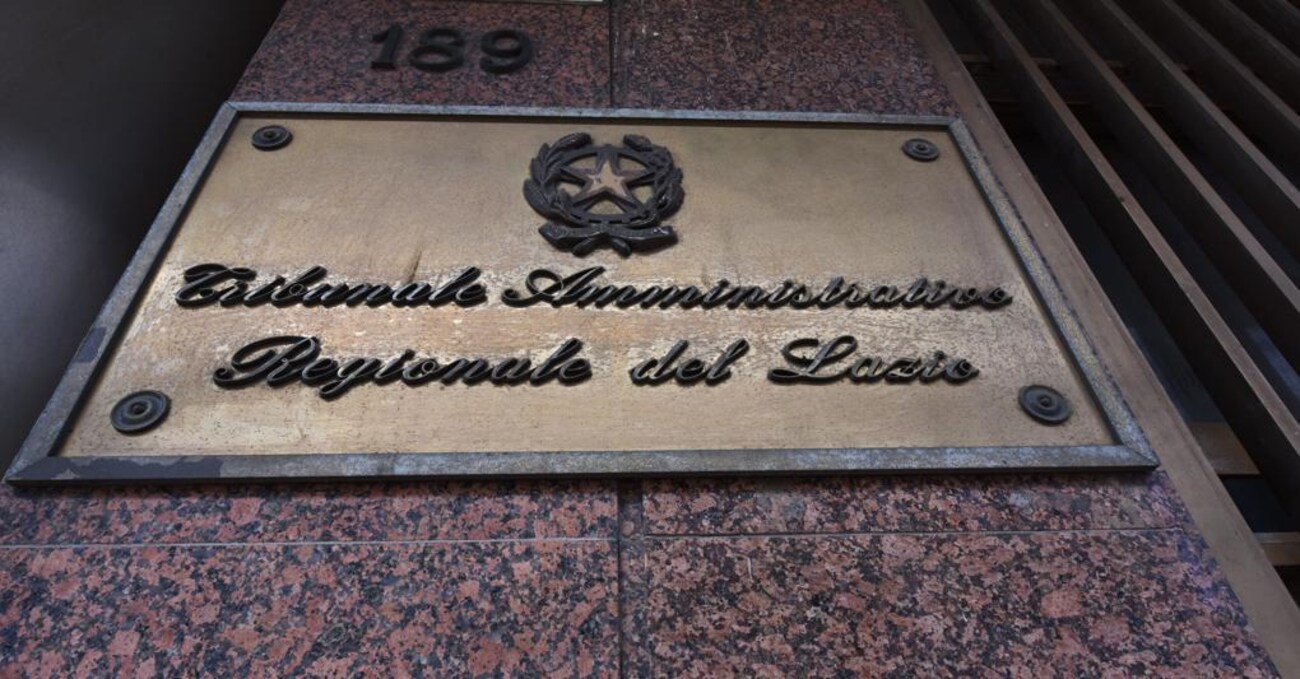 189
Tribunale Amministrativo
Regionale del Lazio